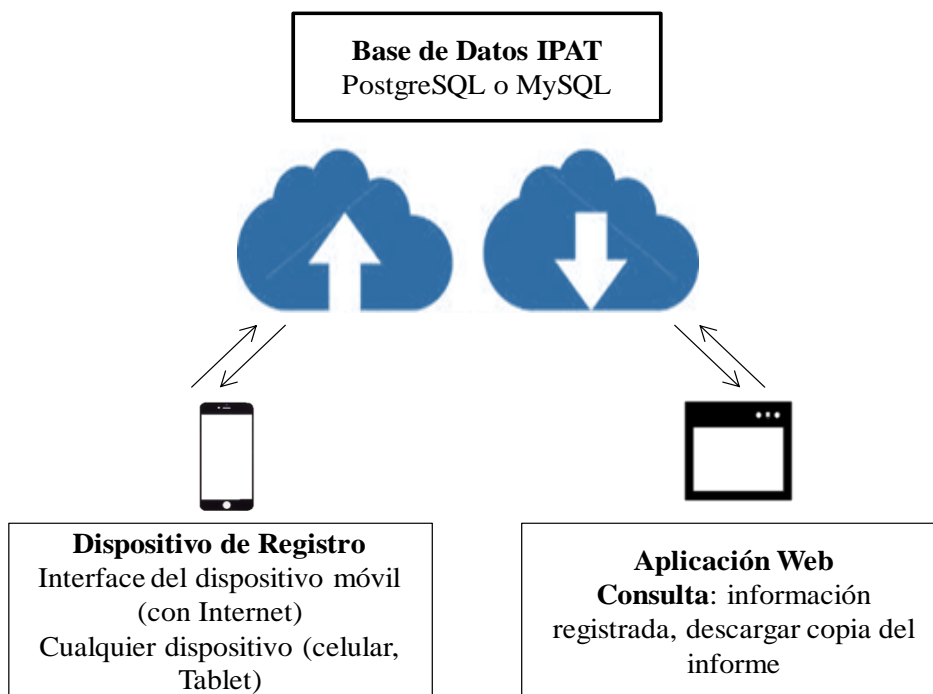 Base de Datos IPAT
PostgreSQL o MySQL
Dispositivo de Registro
Interface del dispositivo móvil
(con Internet)
Cualquier dispositivo (celular,
Tablet)
Aplicación Web
Consulta: información
registrada, descargar copia del
informe